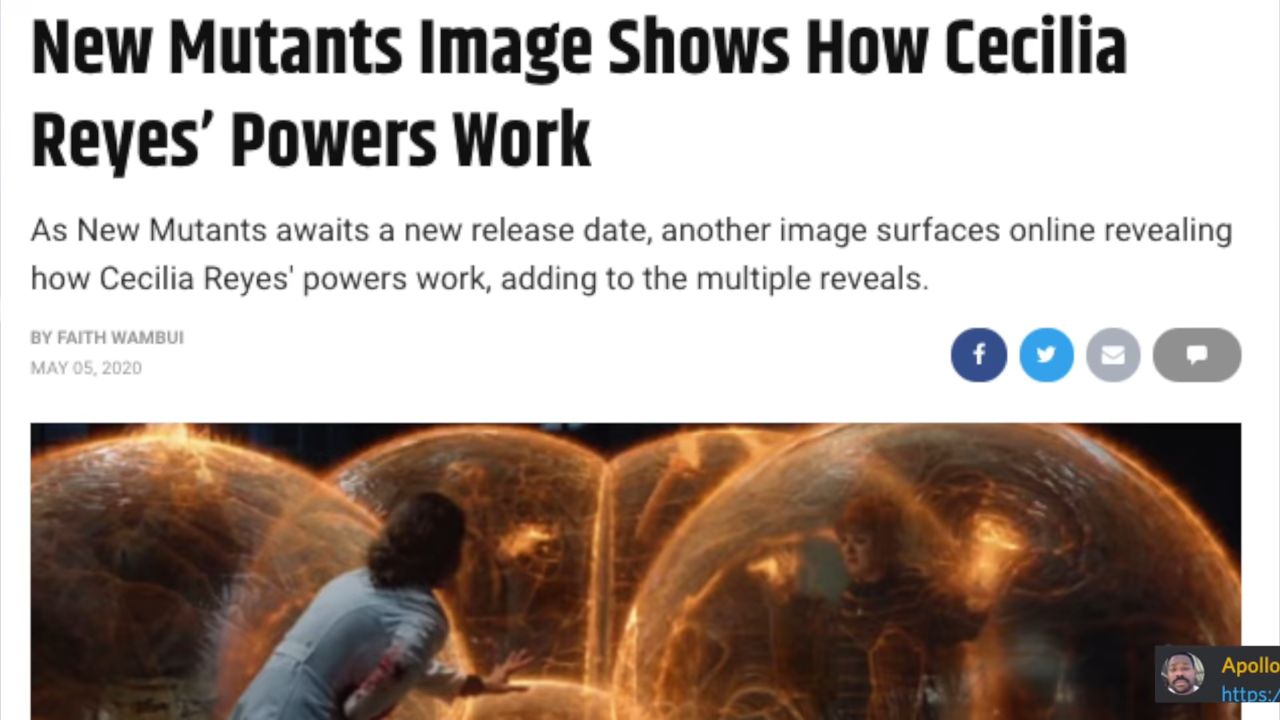 New Mutants Image Shows How Cecilia
Reyes’ Powers Work
As New Mutants awaits a new release date, another image surfaces online revealing
how Cecilia Reyes' powers work, adding to the multiple reveals.
BY FAITH WAMBUI
MAY 05, 2020
f
Apollo
https:/